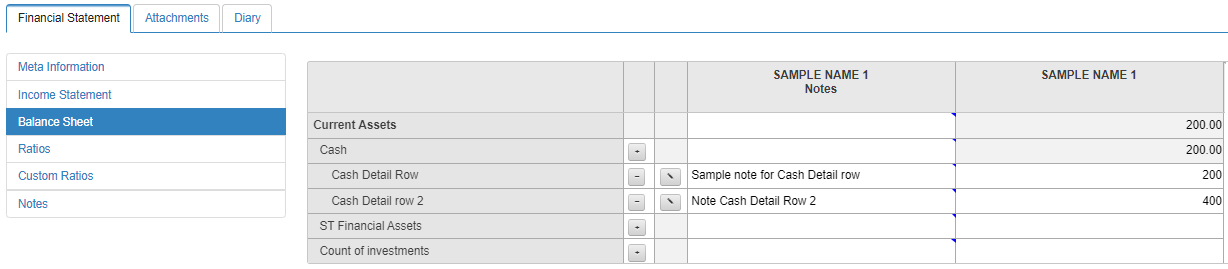 Financial Statement Attachments Diary
Meta Information
Income Statement
Balance Sheet
Ratios
Custom Ratios
Notes
SAMPLE NAME 1 SAMPLE NAME 1
Notes
Current Assets 200.00
Cash + 200.00
Cash Detail Row - Sample note for Cash Detail row 200
Cash Detail row 2 - Note Cash Detail Row 2 400
ST Financial Assets +
Count of investments +